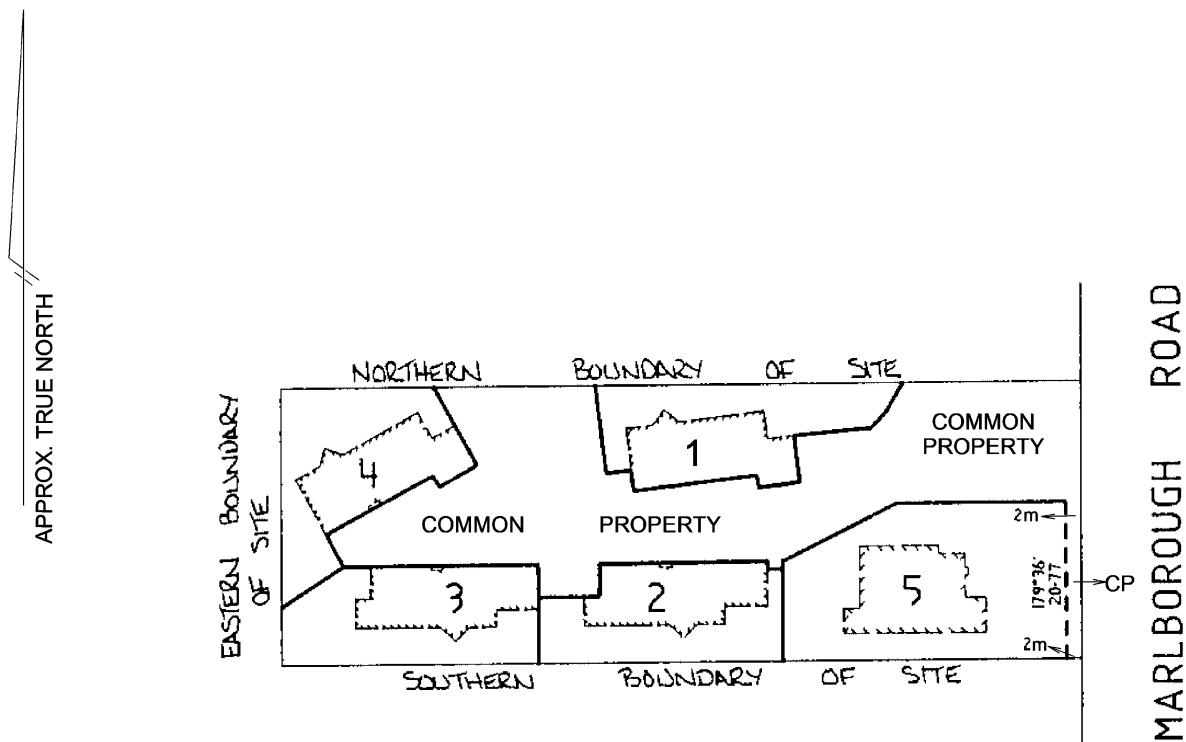 APPROX. TRUE NORTH
NORTHERN BOUNDARY OF SITE
EASTERN BOUNDARY
OF SITE
4
1
COMMON
PROPERTY
COMMON PROPERTY
3
2
5
2m
179°36'
20·77
CP
2m
SOUTHERN BOUNDARY OF SITE
MARLBOROUGH ROAD